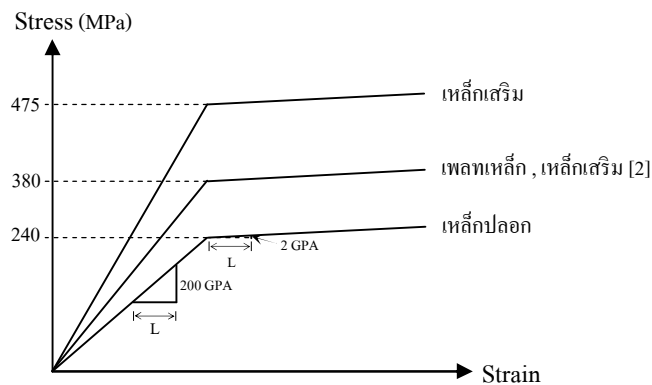 Stress (MPa)
475
เหล็กเสริม
380
เพลทเหล็ก , เหล็กเสริม [2]
240
เหล็กปลอก
2 GPA
L
200 GPA
L
Strain